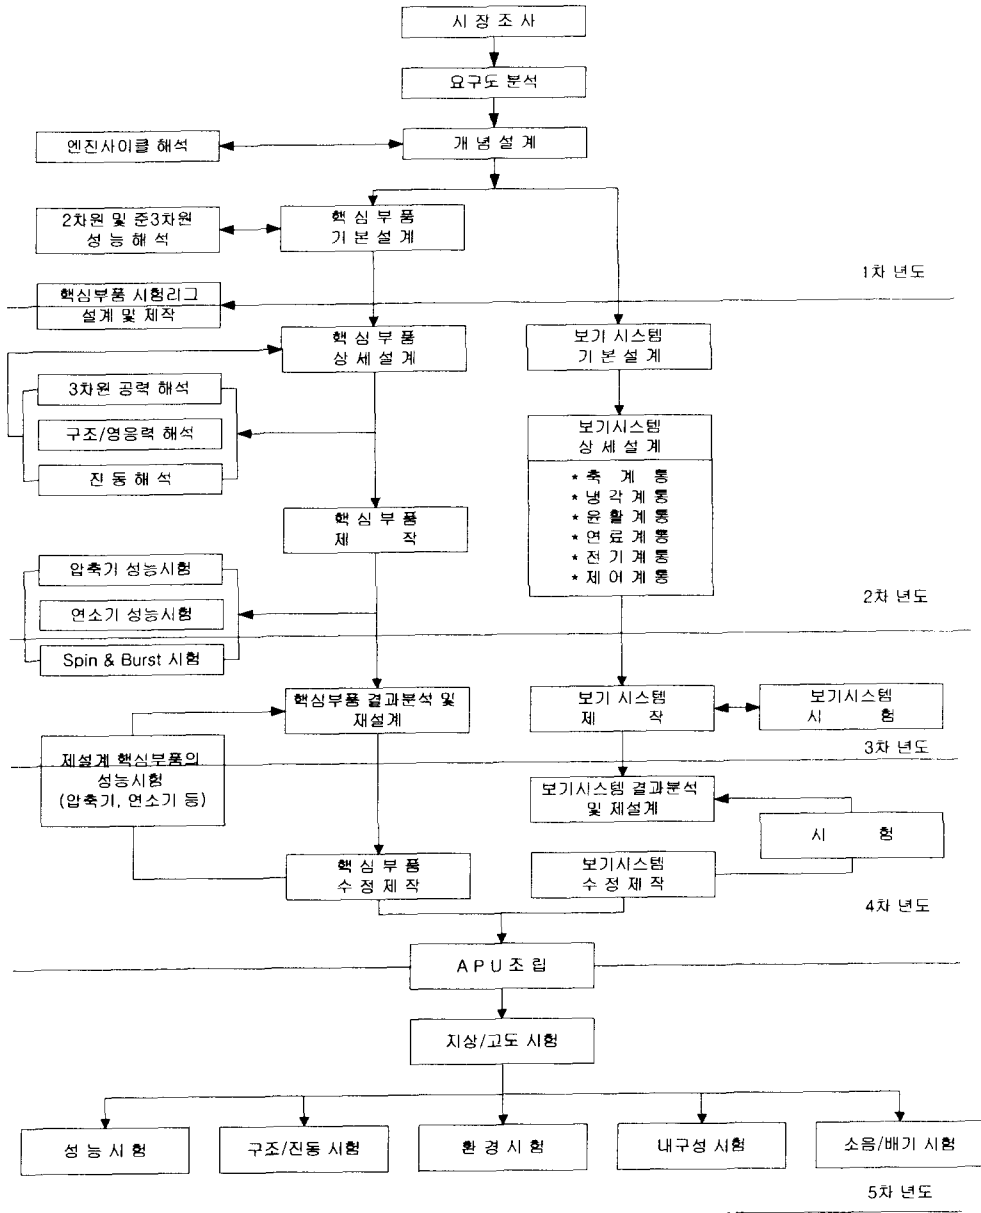 시 장 조 사
요구도 분석
엔진사이클 해석
개 념 설 계
2차원 및 준3차원
성 능 해 석
핵 심 부 품
기 본 설 계
1차 년도
핵심부품 시험리그
설계 및 제작
핵 심 부 품
상 세 설 계
보기 시스템
기 본 설 계
3차원 공력 해석
구조/영응력 해석
진 동 해 석
보기시스템
상 세 설 계
* 축 계 통
* 냉 각 계 통
* 윤 활 계 통
* 연 료 계 통
* 전 기 계 통
* 제 어 계 통
핵 심 부 품
제 작
압축기 성능시험
연소기 성능시험
Spin & Burst 시험
2차 년도
핵심부품 결과분석 및
재설계
보기 시스템
제 작
보기시스템
시 험
3차 년도
제설계 핵심부품의
성능시험
(압축기, 연소기 등)
보기시스템 결과분석
및 제설계
시 험
핵 심 부 품
수 정 제 작
보기시스템
수 정 제 작
4차 년도
A P U 조 립
지상/고도 시험
성 능 시 험
구조/진동 시험
환 경 시 험
내구성 시험
소음/배기 시험
5차 년도